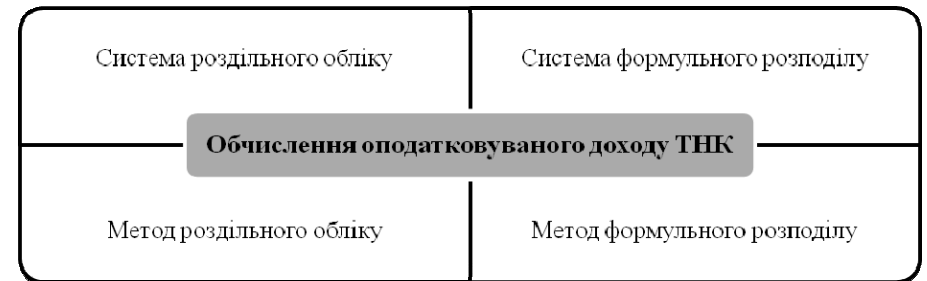 Система роздільного обліку
Система формульного розподілу
Обчислення оподатковуваного доходу ТНК
Метод роздільного обліку
Метод формульного розподілу